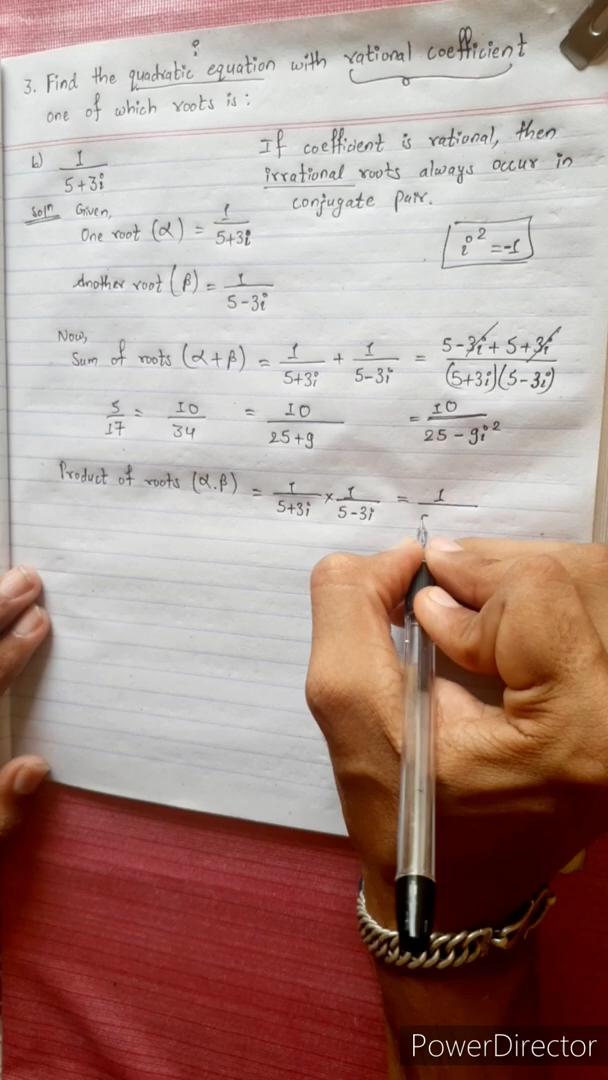 3. Find the quadratic equation with rational coefficient
one of which roots is :
b) 1/(5+3i)
If coefficient is rational, then
irrational roots always occur in
conjugate pair.
Soln Given,
One root (α) = 1/(5+3i)
i² = -1
Another root (β) = 1/(5-3i)
Now,
Sum of roots (α+β) = 1/(5+3i) + 1/(5-3i) = (5-3i+5+3i)/((5+3i)(5-3i))
5/17 = 10/34 = 10/(25+9) = 10/(25-9i²)
Product of roots (α.β) = 1/(5+3i) × 1/(5-3i) = 1/
PowerDirector